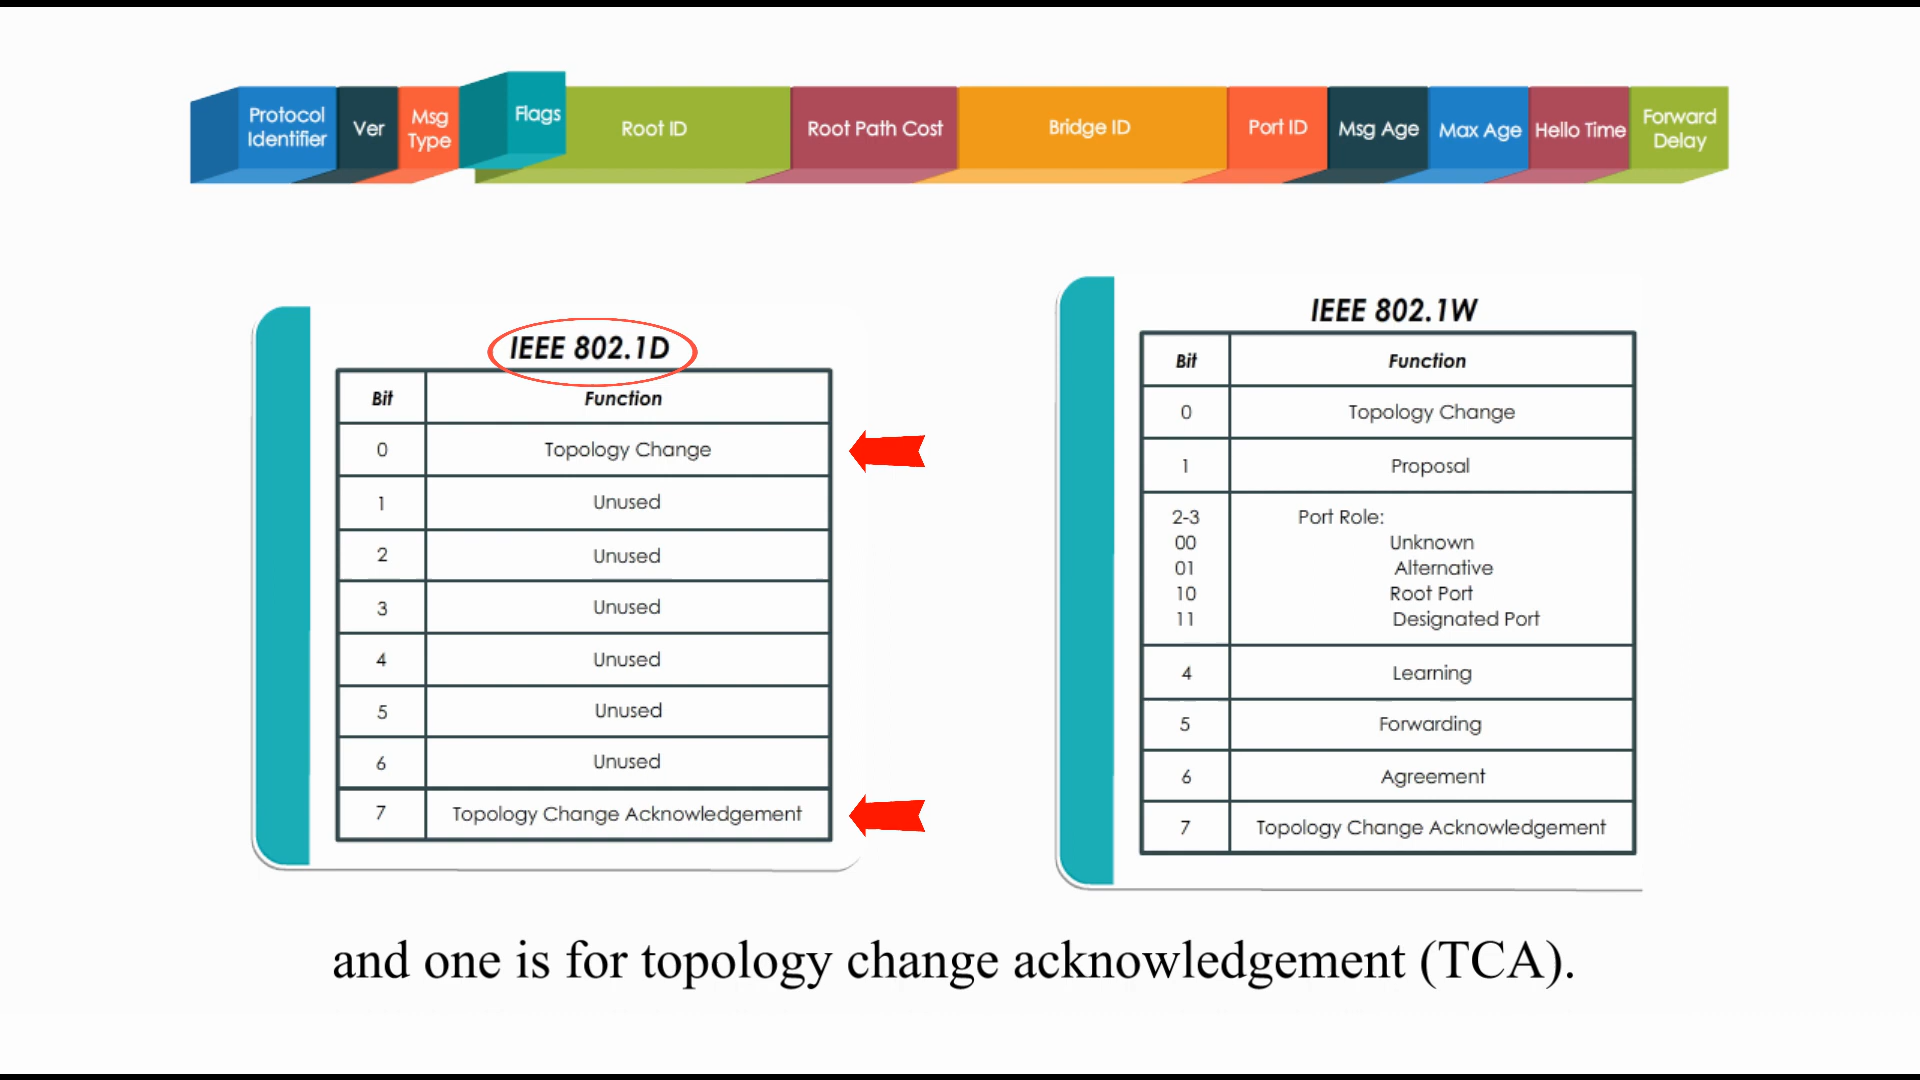 Protocol Identifier Ver Msg Type Flags Root ID Root Path Cost Bridge ID Port ID Msg Age Max Age Hello Time Forward Delay
IEEE 802.1D
Bit Function
0 Topology Change
1 Unused
2 Unused
3 Unused
4 Unused
5 Unused
6 Unused
7 Topology Change Acknowledgement
IEEE 802.1W
Bit Function
0 Topology Change
1 Proposal
2-3 Port Role:
00 Unknown
01 Alternative
10 Root Port
11 Designated Port
4 Learning
5 Forwarding
6 Agreement
7 Topology Change Acknowledgement
and one is for topology change acknowledgement (TCA).